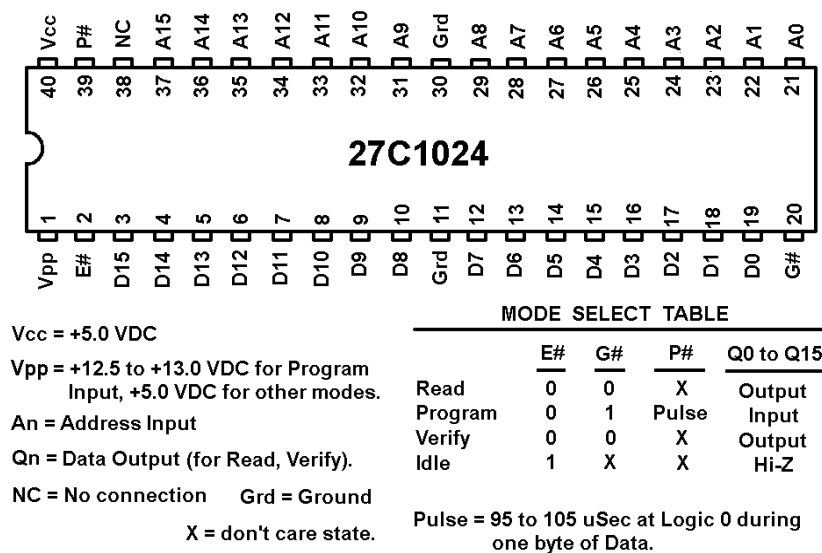 Vcc P# NC A15 A14 A13 A12 A11 A10 A9 Grd A8 A7 A6 A5 A4 A3 A2 A1 A0
40 39 38 37 36 35 34 33 32 31 30 29 28 27 26 25 24 23 22 21
27C1024
1 2 3 4 5 6 7 8 9 10 11 12 13 14 15 16 17 18 19 20
Vpp E# D15 D14 D13 D12 D11 D10 D9 D8 Grd D7 D6 D5 D4 D3 D2 D1 D0 G#
Vcc = +5.0 VDC
Vpp = +12.5 to +13.0 VDC for Program
Input, +5.0 VDC for other modes.
An = Address Input
Qn = Data Output (for Read, Verify).
NC = No connection Grd = Ground
X = don't care state.
MODE SELECT TABLE
E# G# P# Q0 to Q15
Read 0 0 X Output
Program 0 1 Pulse Input
Verify 0 0 X Output
Idle 1 X X Hi-Z
Pulse = 95 to 105 uSec at Logic 0 during
one byte of Data.